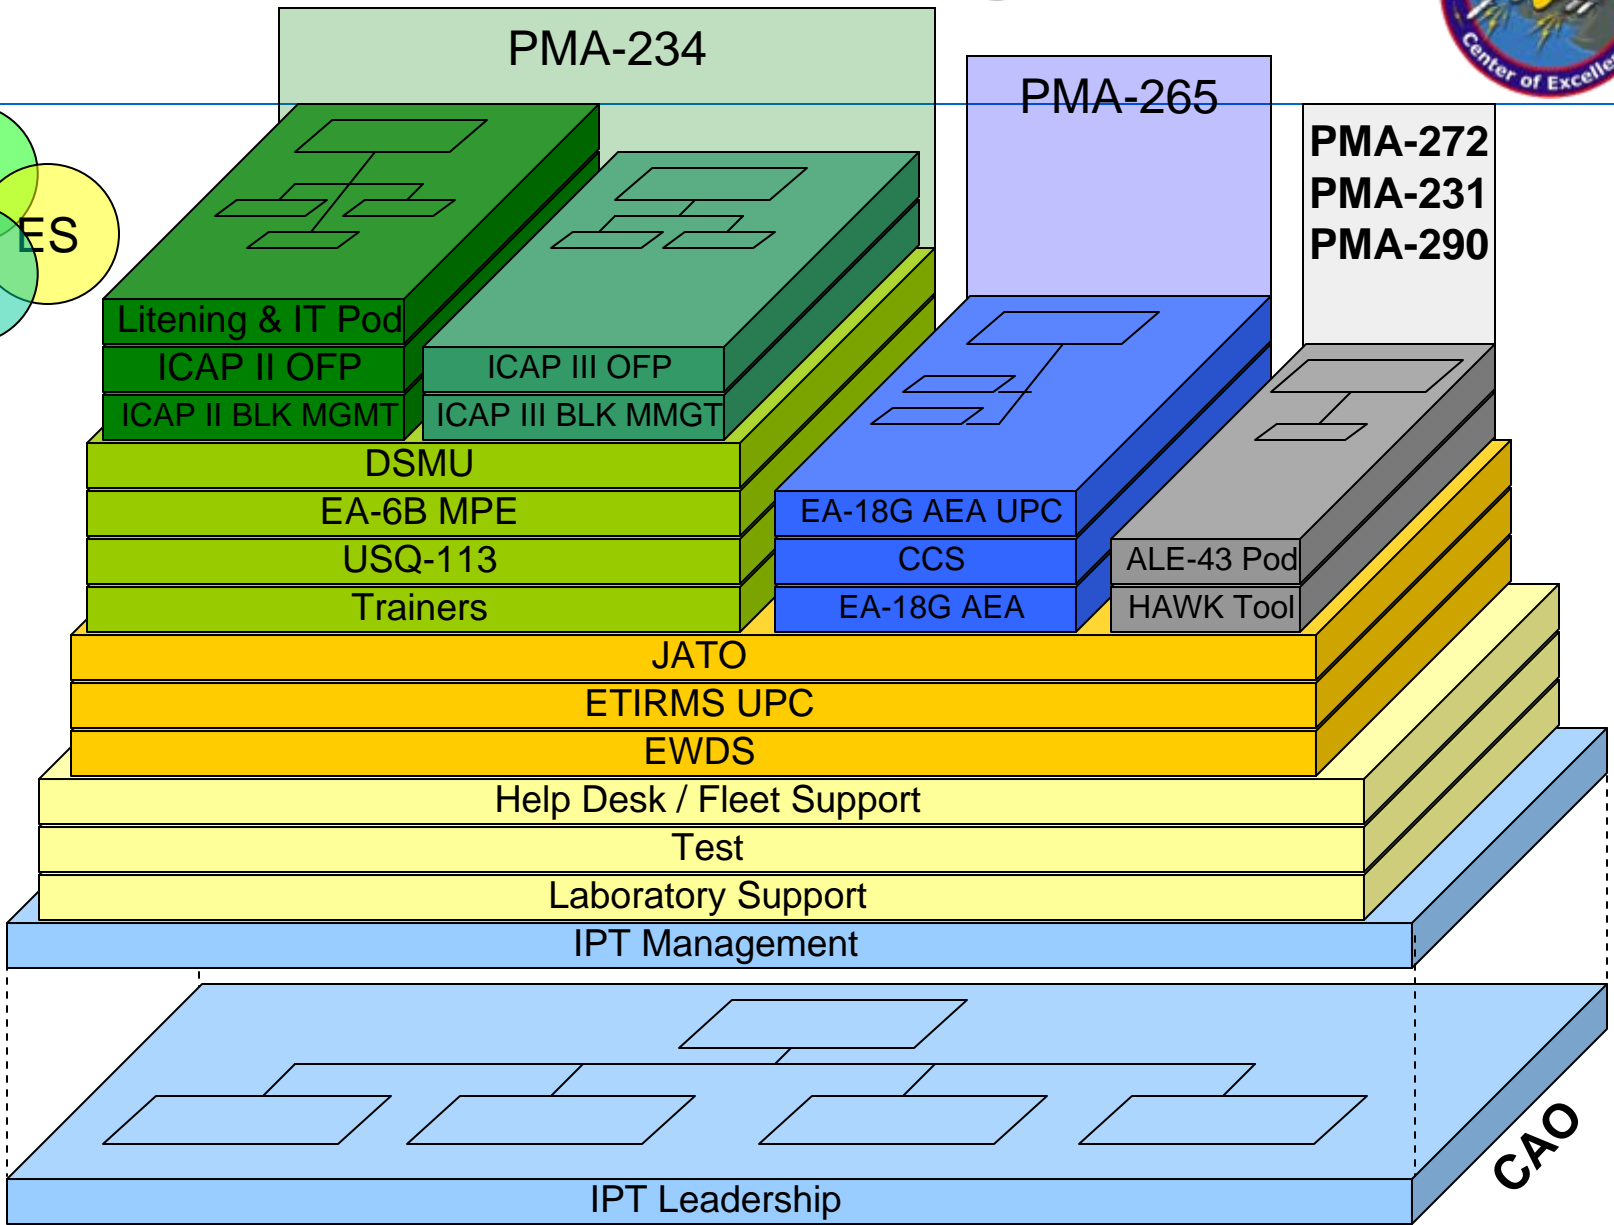 PMA-234
PMA-265
PMA-272
PMA-231
PMA-290
Center of
ES
Litening & IT Pod
ICAP II OFP
ICAP II BLK MGMT
ICAP III OFP
ICAP III BLK MMGT
DSMU
EA-6B MPE
USQ-113
Trainers
EA-18G AEA UPC
CCS
EA-18G AEA
ALE-43 Pod
HAWK Tool
JATO
ETIRMS UPC
EWDS
Help Desk / Fleet Support
Test
Laboratory Support
IPT Management
IPT Leadership
CAO